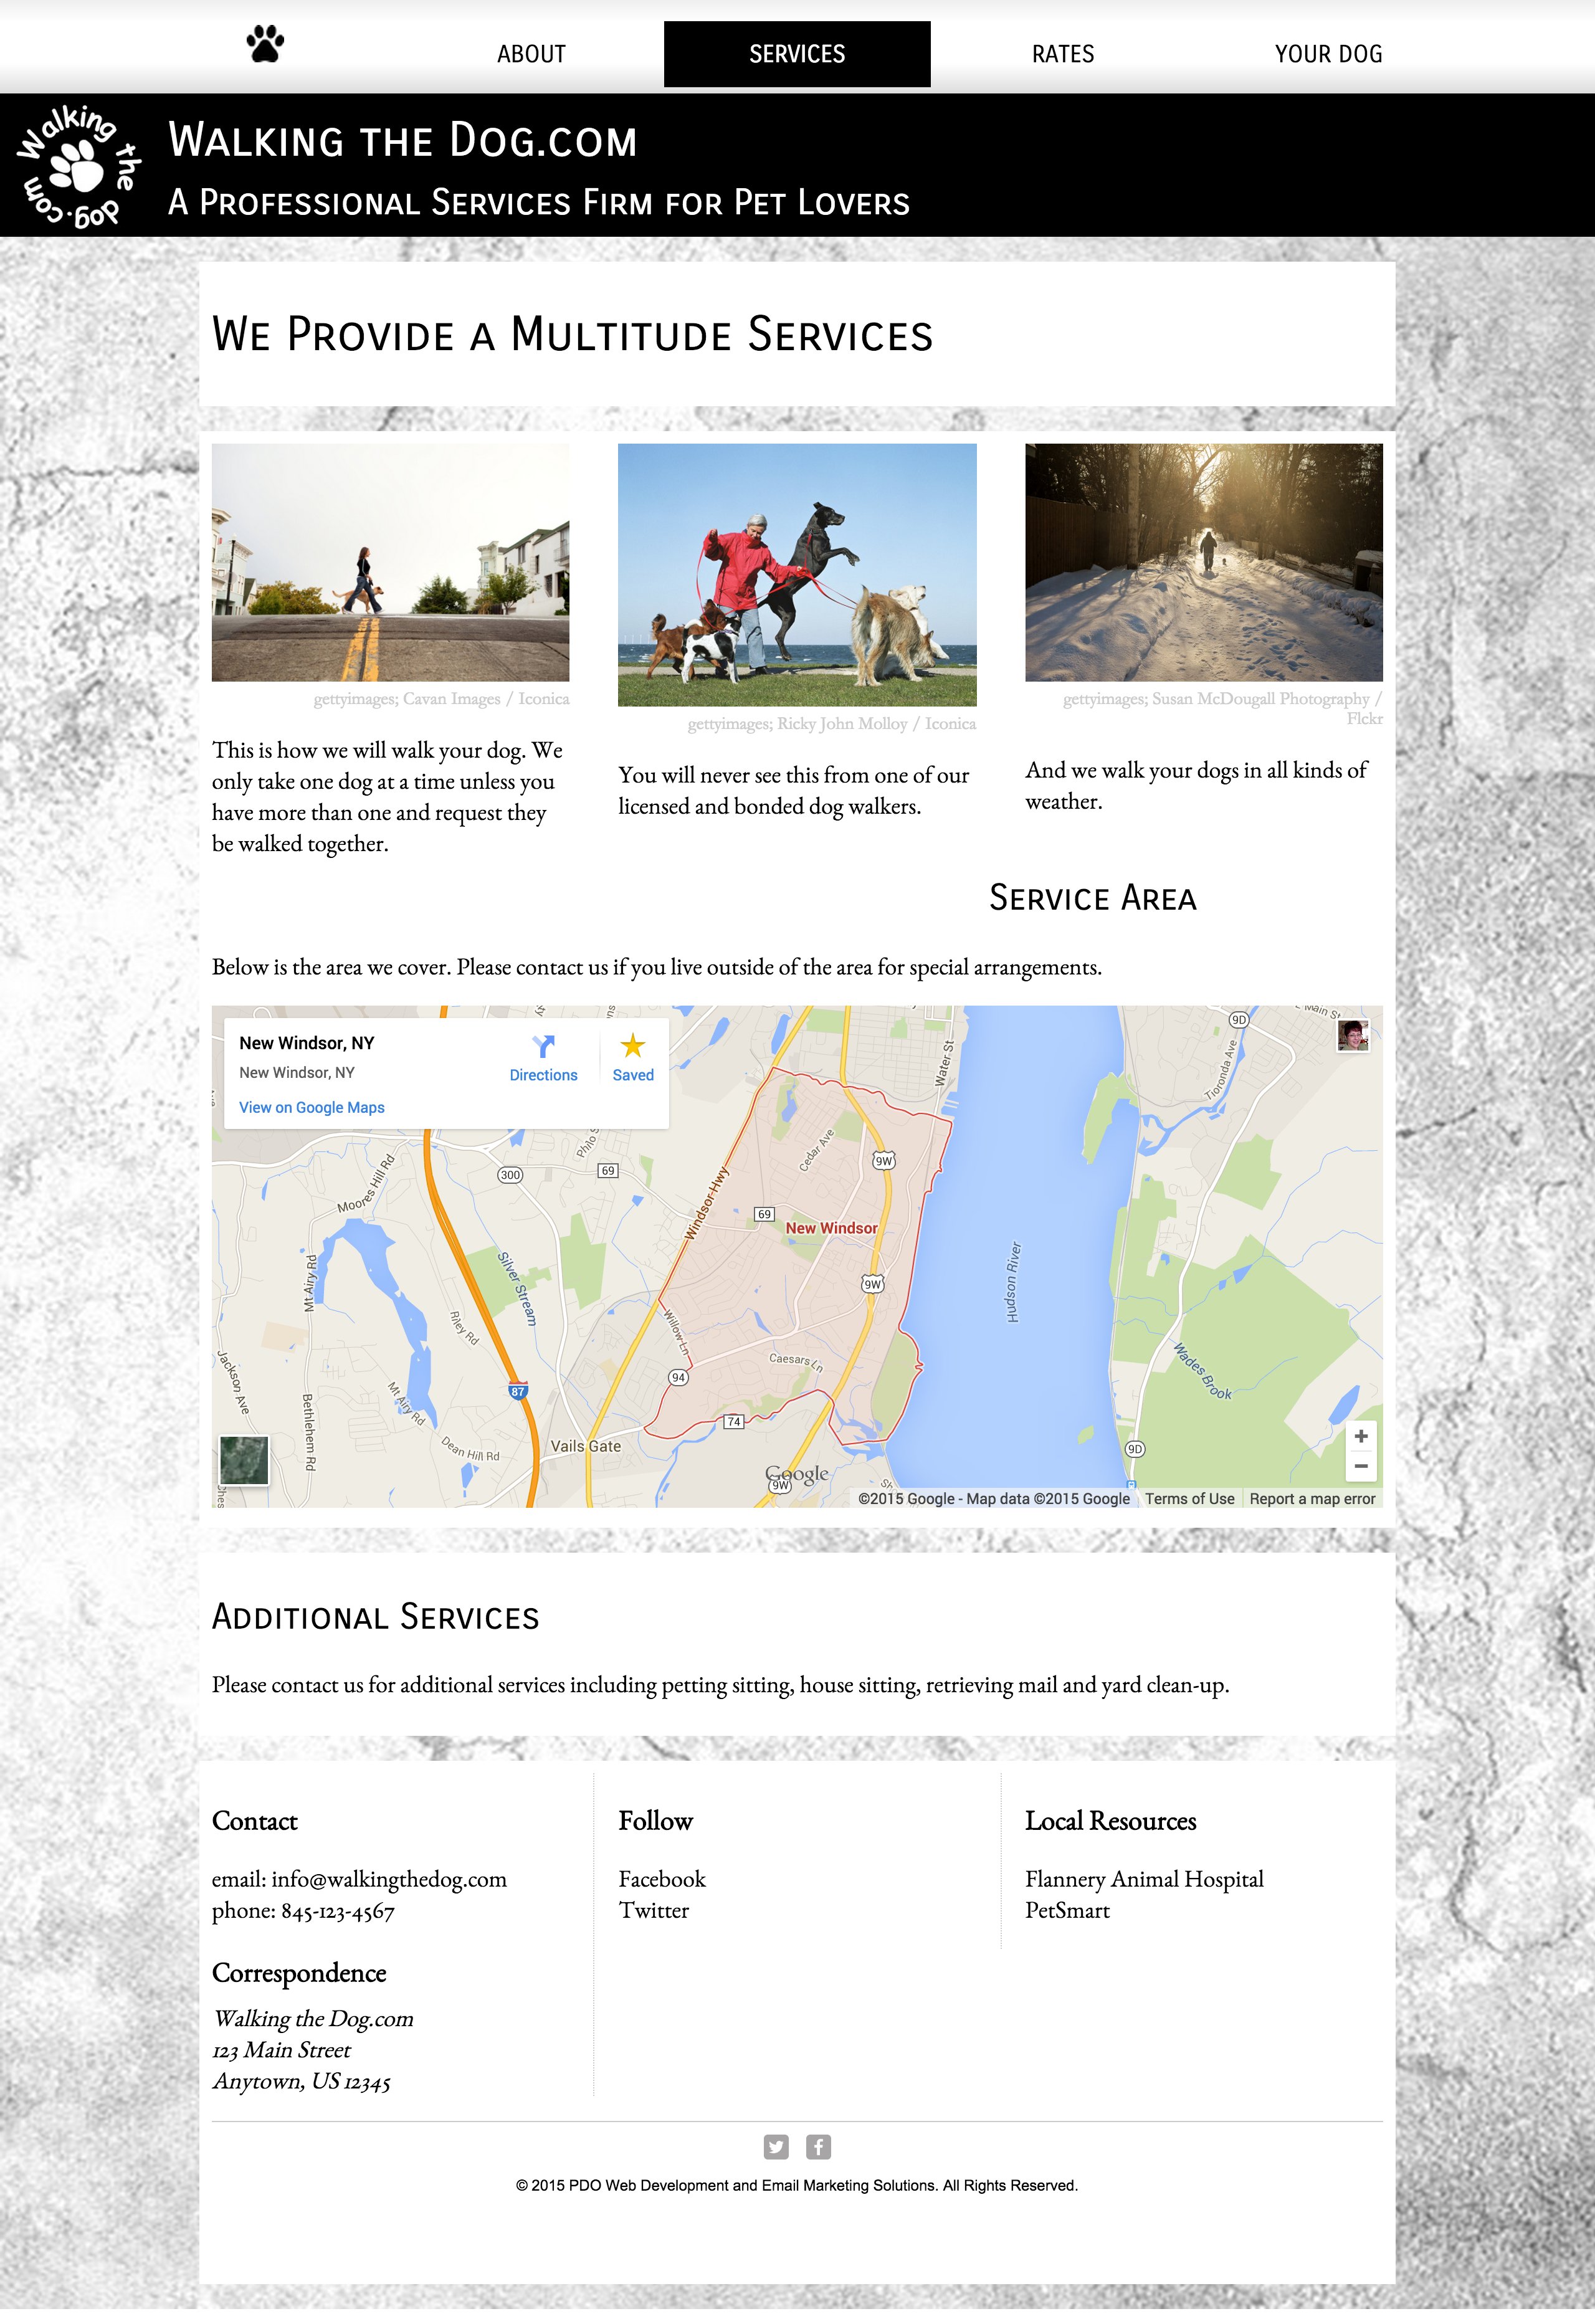 ABOUT
SERVICES
RATES
YOUR DOG
Walking the dog.com
Walking the Dog.com
A Professional Services Firm for Pet Lovers
We Provide a Multitude Services
gettyimages; Cavan Images / Iconica
This is how we will walk your dog. We
only take one dog at a time unless you
have more than one and request they
be walked together.
gettyimages; Ricky John Molloy / Iconica
You will never see this from one of our
licensed and bonded dog walkers.
gettyimages; Susan McDougall Photography /
Flckr
And we walk your dogs in all kinds of
weather.
Service Area
Below is the area we cover. Please contact us if you live outside of the area for special arrangements.
New Windsor, NY
New Windsor, NY
View on Google Maps
Directions
Saved
Water St
9D
Main St
Tioronda Ave
Philo S
Moores Hill Rd
300
69
Cedar Ave
9W
Windsor Hwy
69
New Windsor
Mt Airy Rd
Silver Stream
9W
Hudson River
Riley Rd
Willow Ln
Caesars Ln
Wades Brook
Jackson Ave
94
87
Bethlehem Rd
Mt Airy Rd
74
Dean Hill Rd
Vails Gate
9D
Google
9W
©2015 Google - Map data ©2015 Google
Terms of Use
Report a map error
Additional Services
Please contact us for additional services including petting sitting, house sitting, retrieving mail and yard clean-up.
Contact
email: info@walkingthedog.com
phone: 845-123-4567
Correspondence
Walking the Dog.com
123 Main Street
Anytown, US 12345
Follow
Facebook
Twitter
Local Resources
Flannery Animal Hospital
PetSmart
© 2015 PDO Web Development and Email Marketing Solutions. All Rights Reserved.